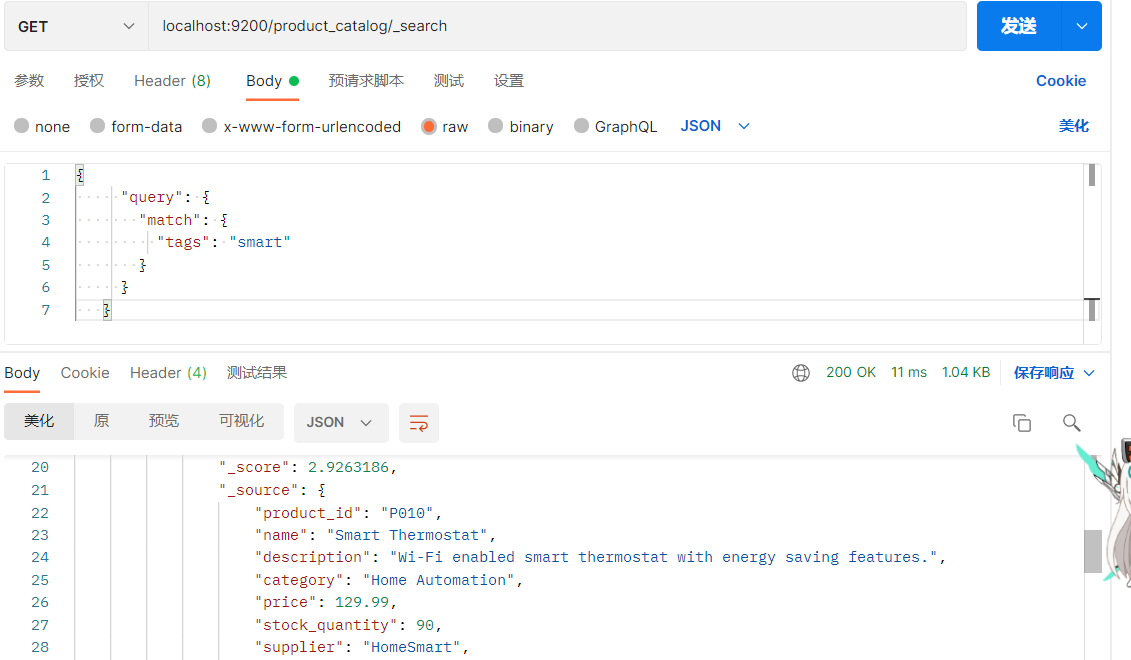 GET localhost:9200/product_catalog/_search 发送
参数 授权 Header (8) Body 预请求脚本 测试 设置 Cookie
none form-data x-www-form-urlencoded raw binary GraphQL JSON 美化
1 {
2 "query": {
3 "match": {
4 "tags": "smart"
5 }
6 }
7 }
Body Cookie Header (4) 测试结果 200 OK 11 ms 1.04 KB 保存响应
美化 原 预览 可视化 JSON
20 "_score": 2.9263186,
21 "_source": {
22 "product_id": "P010",
23 "name": "Smart Thermostat",
24 "description": "Wi-Fi enabled smart thermostat with energy saving features.",
25 "category": "Home Automation",
26 "price": 129.99,
27 "stock_quantity": 90,
28 "supplier": "HomeSmart",